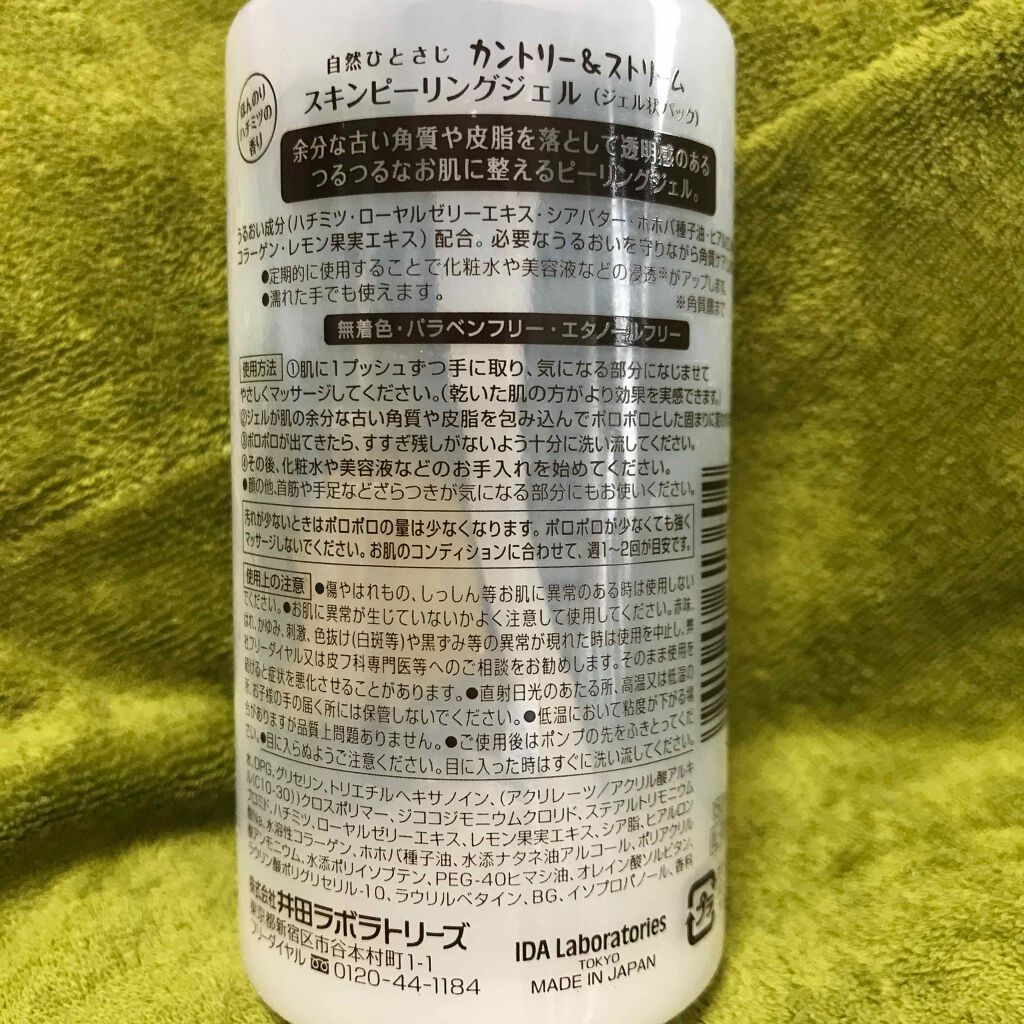 自然ひとさじ カントリー&ストリーム
スキンピーリングジェル (ジェル状パック)
ほんのり
ハチミツの
香り
余分な古い角質や皮脂を落として透明感のある
つるつるなお肌に整えるピーリングジェル。
うるおい成分(ハチミツ・ローヤルゼリーエキス・シアバター・ホホバ種子油・ヒアル
コラーゲン・レモン果実エキス)配合。必要なうるおいを守りながら角質ケア
●定期的に使用することで化粧水や美容液などの浸透※がアップします。
●濡れた手でも使えます。 ※角質層まで
無着色・パラベンフリー・エタノールフリー
使用方法 ①肌に1プッシュずつ手に取り、気になる部分になじませて
やさしくマッサージしてください。(乾いた肌の方がより効果を実感できます。)
②ジェルが肌の余分な古い角質や皮脂を包み込んでポロポロとした固まりに
③ポロポロが出てきたら、すすぎ残しがないよう十分に洗い流してください。
④その後、化粧水や美容液などのお手入れを始めてください。
●顔の他、首筋や手足などざらつきが気になる部分にもお使いください。
汚れが少ないときはポロポロの量は少なくなります。ポロポロが少なくても強く
マッサージしないでください。お肌のコンディションに合わせて、週1〜2回が目安です。
使用上の注意 ●傷やはれもの、しっしん等お肌に異常のある時は使用しない
でください。●お肌に異常が生じていないかよく注意して使用してください。赤味、
はれ、かゆみ、刺激、色抜け(白斑等)や黒ずみ等の異常が現れた時は使用を中止し、弊
社フリーダイヤル又は皮フ科専門医等へのご相談をお勧めします。そのまま使用を
続けると症状を悪化させることがあります。●直射日光のあたる所、高温又は低温の
所、お子様の手の届く所には保管しないでください。●低温において粘度が下がる場
合がありますが品質上問題ありません。●ご使用後はポンプの先をふきとってくだ
さい。●目に入らぬようご注意ください。目に入った時はすぐに洗い流してください。
水、DPG、グリセリン、トリエチルヘキサノイン、(アクリレーツ/アクリル酸アルキ
ル(C10-30))クロスポリマー、ジココジモニウムクロリド、ステアルトリモニウム
ブロミド、ハチミツ、ローヤルゼリーエキス、レモン果実エキス、シア脂、ヒアルロン
酸Na、水溶性コラーゲン、ホホバ種子油、水添ナタネ油アルコール、ポリアクリル
酸アンモニウム、水添ポリイソブテン、PEG-40ヒマシ油、オレイン酸ソルビタン、
ラウリン酸ポリグリセリル-10、ラウリルベタイン、BG、イソプロパノール、香料
株式会社 井田ラボラトリーズ
東京都新宿区市谷本村町1-1
フリーダイヤル 0120-44-1184
IDA Laboratories
TOKYO
MADE IN JAPAN
プラ